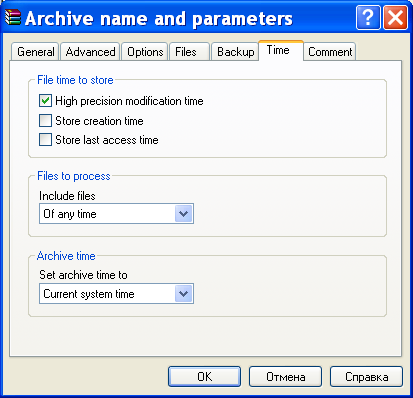 Archive name and parameters
General Advanced Options Files Backup Time Comment
File time to store
High precision modification time
Store creation time
Store last access time
Files to process
Include files
Of any time
Archive time
Set archive time to
Current system time
OK Отмена Справка